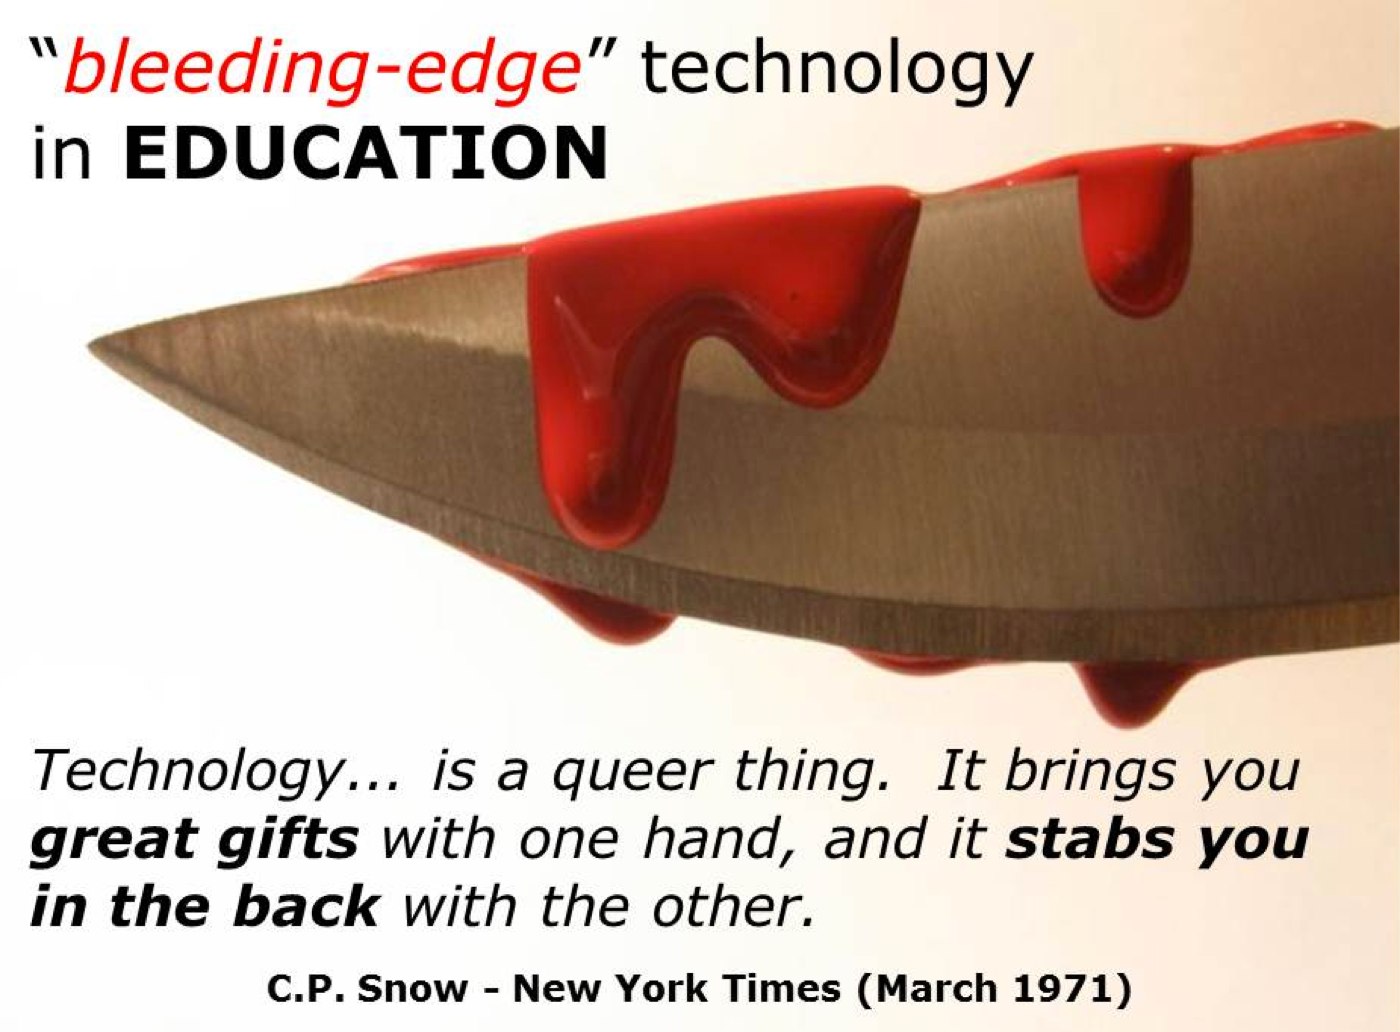 “bleeding-edge” technology
in EDUCATION
Technology... is a queer thing. It brings you
great gifts with one hand, and it stabs you
in the back with the other.
C.P. Snow - New York Times (March 1971)